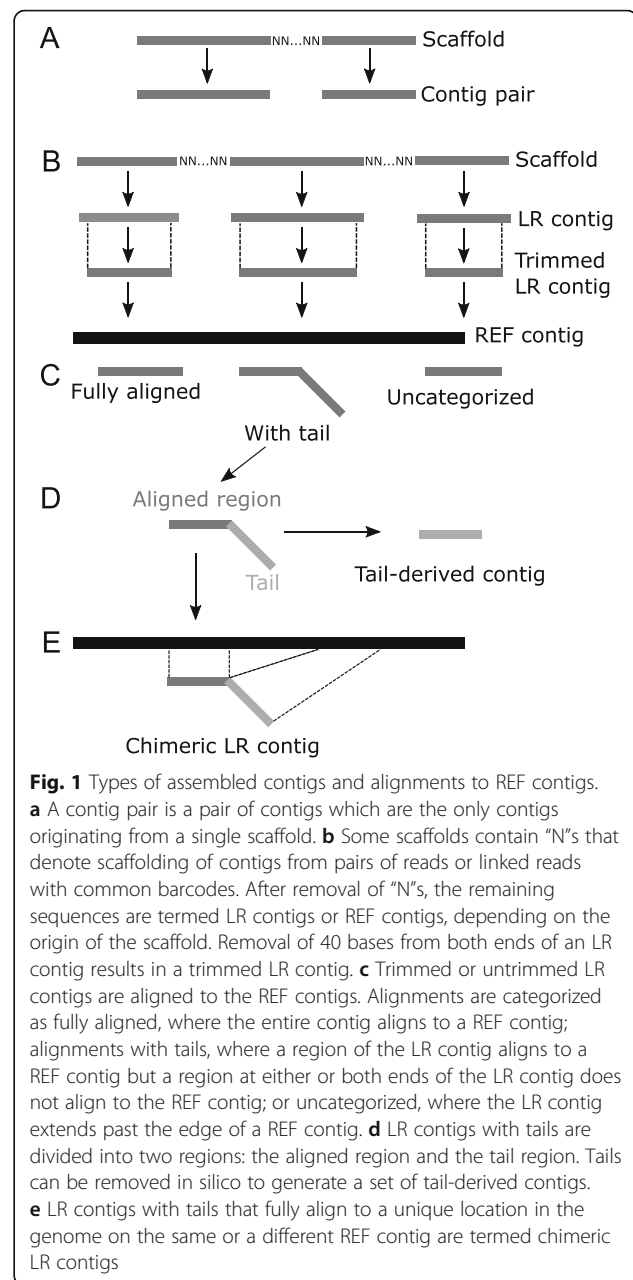 A
NN...NN
Scaffold
Contig pair
B
NN...NN
NN...NN
Scaffold
LR contig
Trimmed
LR contig
REF contig
C
Fully aligned
Uncategorized
With tail
D
Aligned region
Tail
Tail-derived contig
E
Chimeric LR contig
Fig. 1 Types of assembled contigs and alignments to REF contigs.
a A contig pair is a pair of contigs which are the only contigs
originating from a single scaffold. b Some scaffolds contain “N”s that
denote scaffolding of contigs from pairs of reads or linked reads
with common barcodes. After removal of “N”s, the remaining
sequences are termed LR contigs or REF contigs, depending on the
origin of the scaffold. Removal of 40 bases from both ends of an LR
contig results in a trimmed LR contig. c Trimmed or untrimmed LR
contigs are aligned to the REF contigs. Alignments are categorized
as fully aligned, where the entire contig aligns to a REF contig;
alignments with tails, where a region of the LR contig aligns to a
REF contig but a region at either or both ends of the LR contig does
not align to the REF contig; or uncategorized, where the LR contig
extends past the edge of a REF contig. d LR contigs with tails are
divided into two regions: the aligned region and the tail region. Tails
can be removed in silico to generate a set of tail-derived contigs.
e LR contigs with tails that fully align to a unique location in the
genome on the same or a different REF contig are termed chimeric
LR contigs